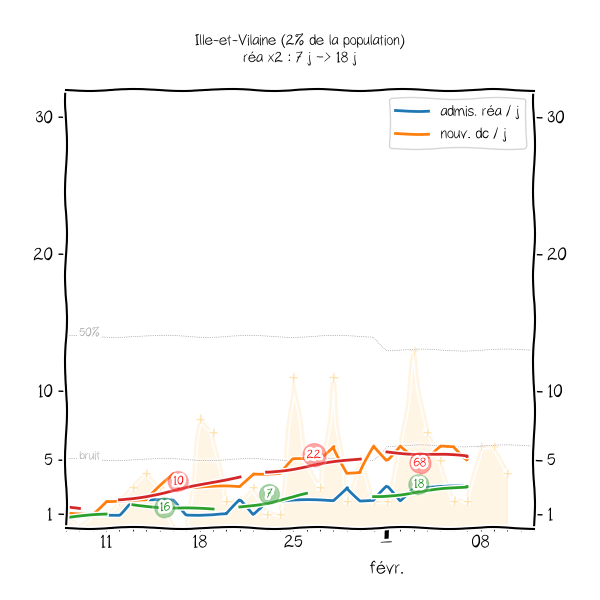 Ille-et-Vilaine (2% de la population)
réa x2 : 7 j -> 18 j
admis. réa / j
nouv. dc / j
30 30
20 20
50%
10 10
bruit
5 5
1 1
10 22 68
16 7 18
11 18 25 1 08
févr.